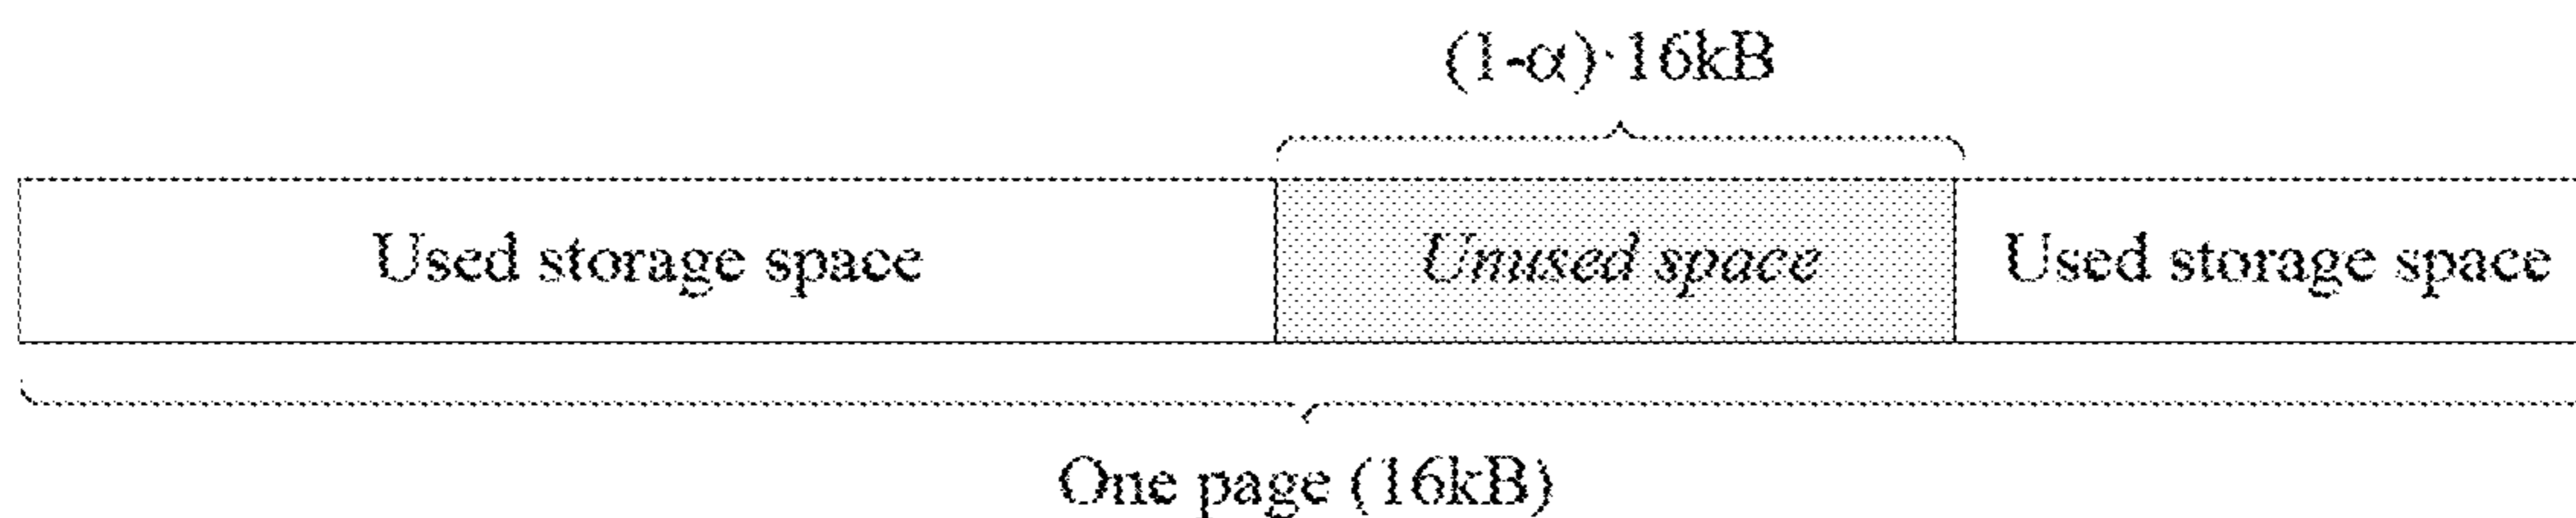 (1-α)·16kB
Used storage space
Unused space
Used storage space
One page (16kB)